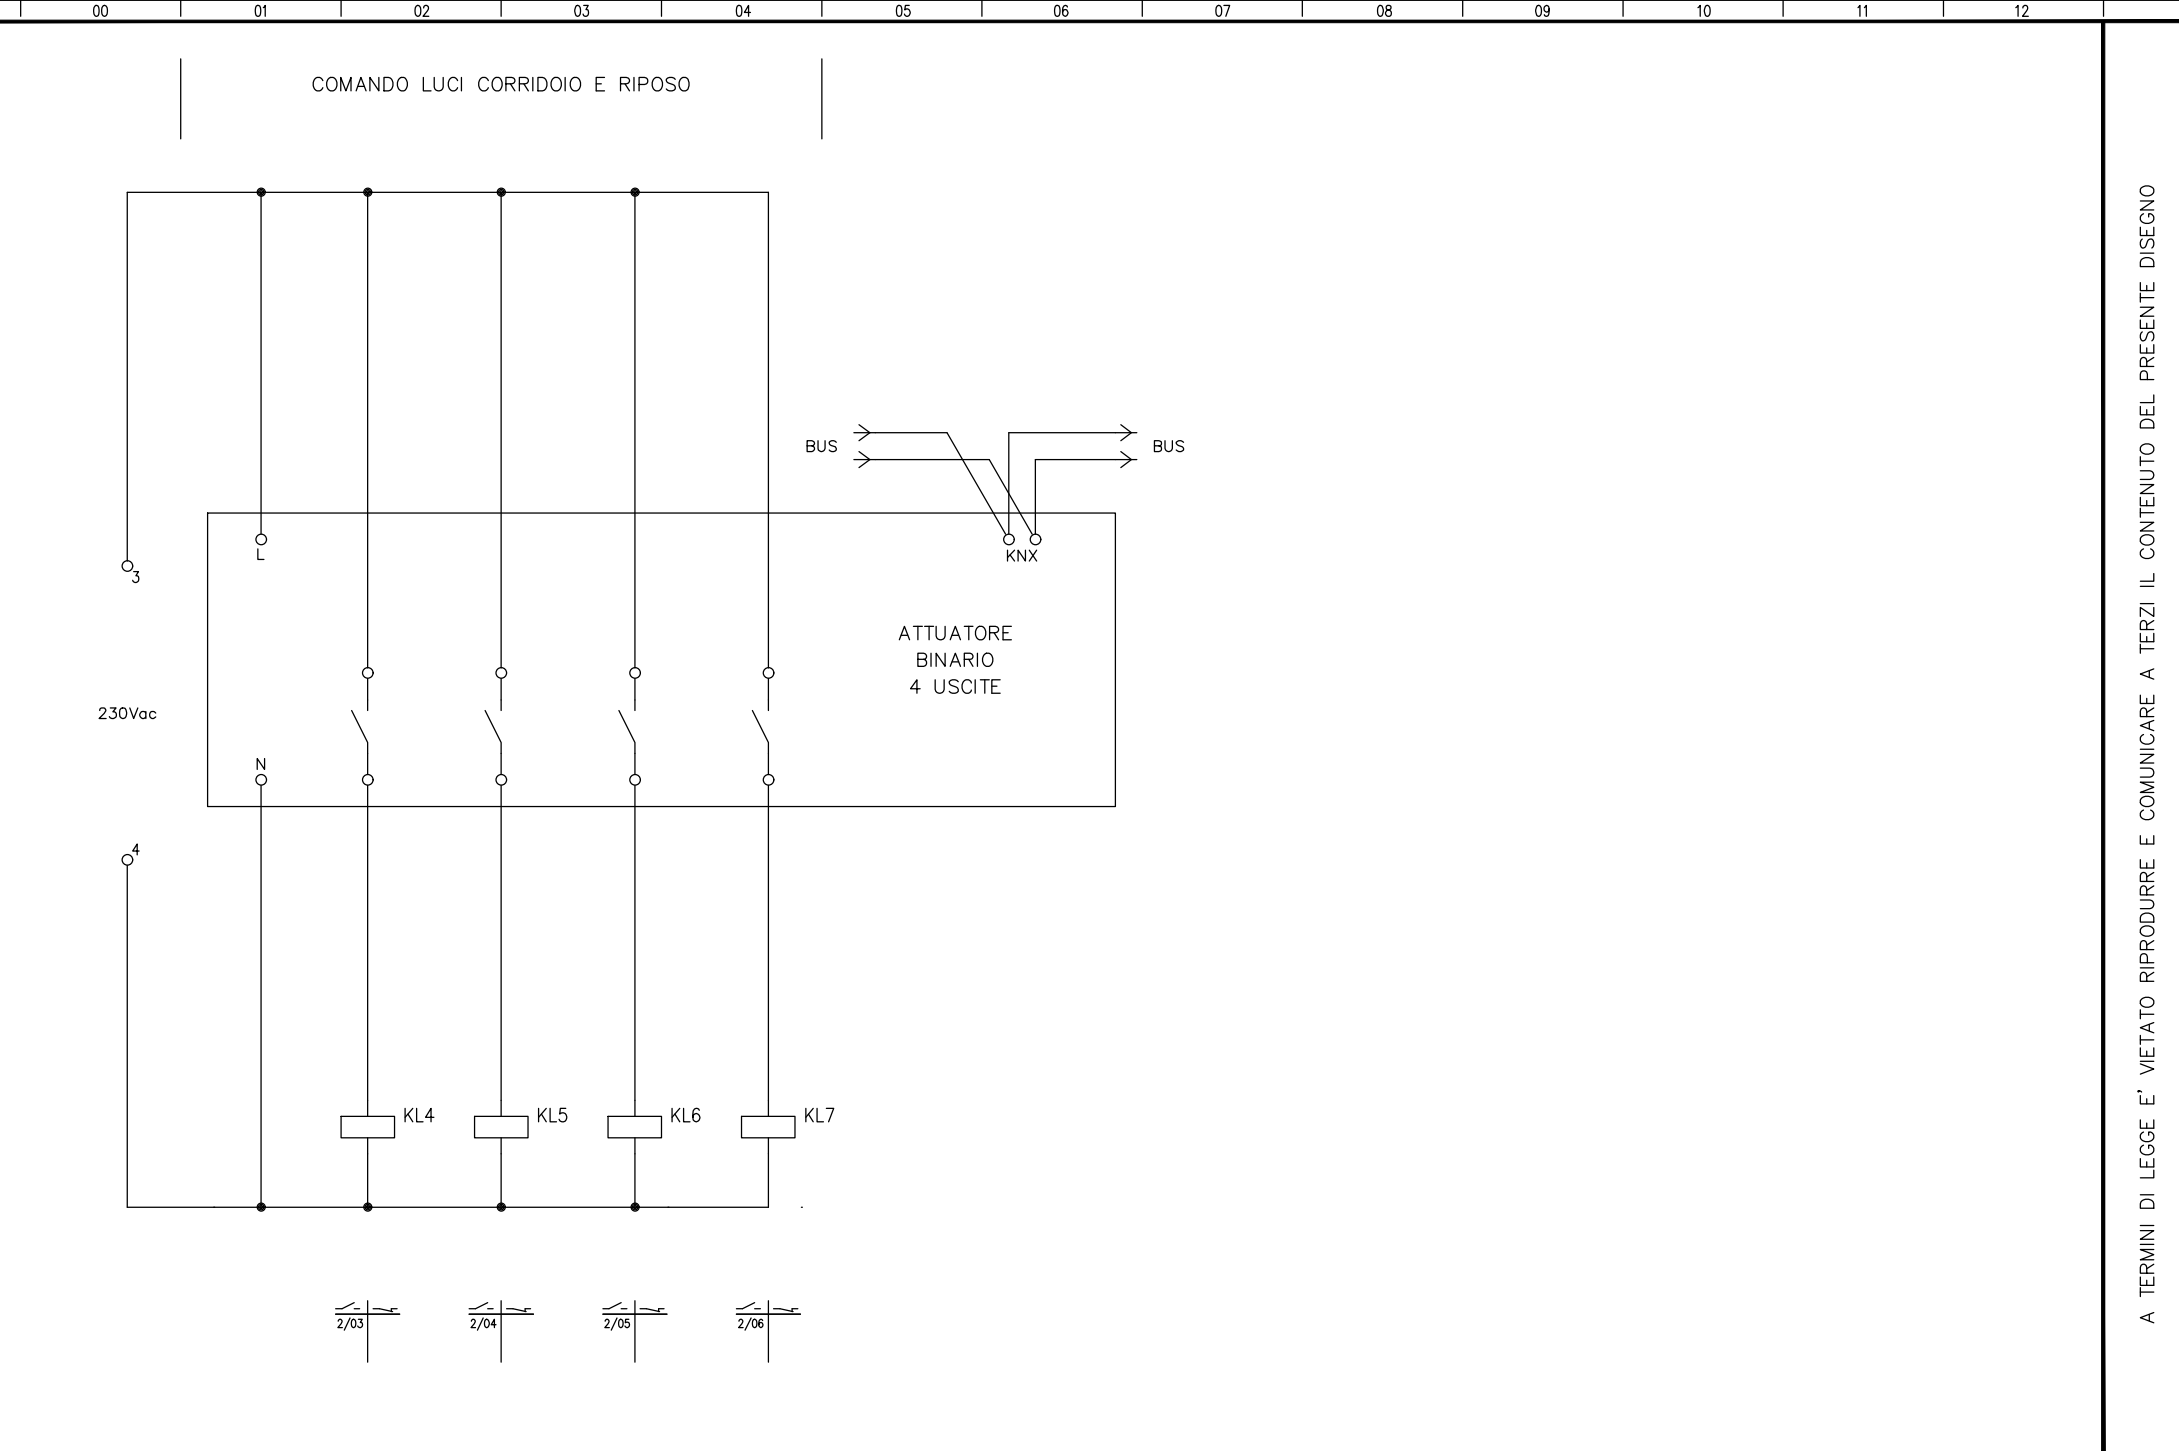 00 01 02 03 04 05 06 07 08 09 10 11 12
COMANDO LUCI CORRIDOIO E RIPOSO
BUS
BUS
L
KNX
3
ATTUATORE
BINARIO
4 USCITE
230Vac
N
4
KL4 KL5 KL6 KL7
2/03 2/04 2/05 2/06
A TERMINI DI LEGGE E' VIETATO RIPRODURRE E COMUNICARE A TERZI IL CONTENUTO DEL PRESENTE DISEGNO